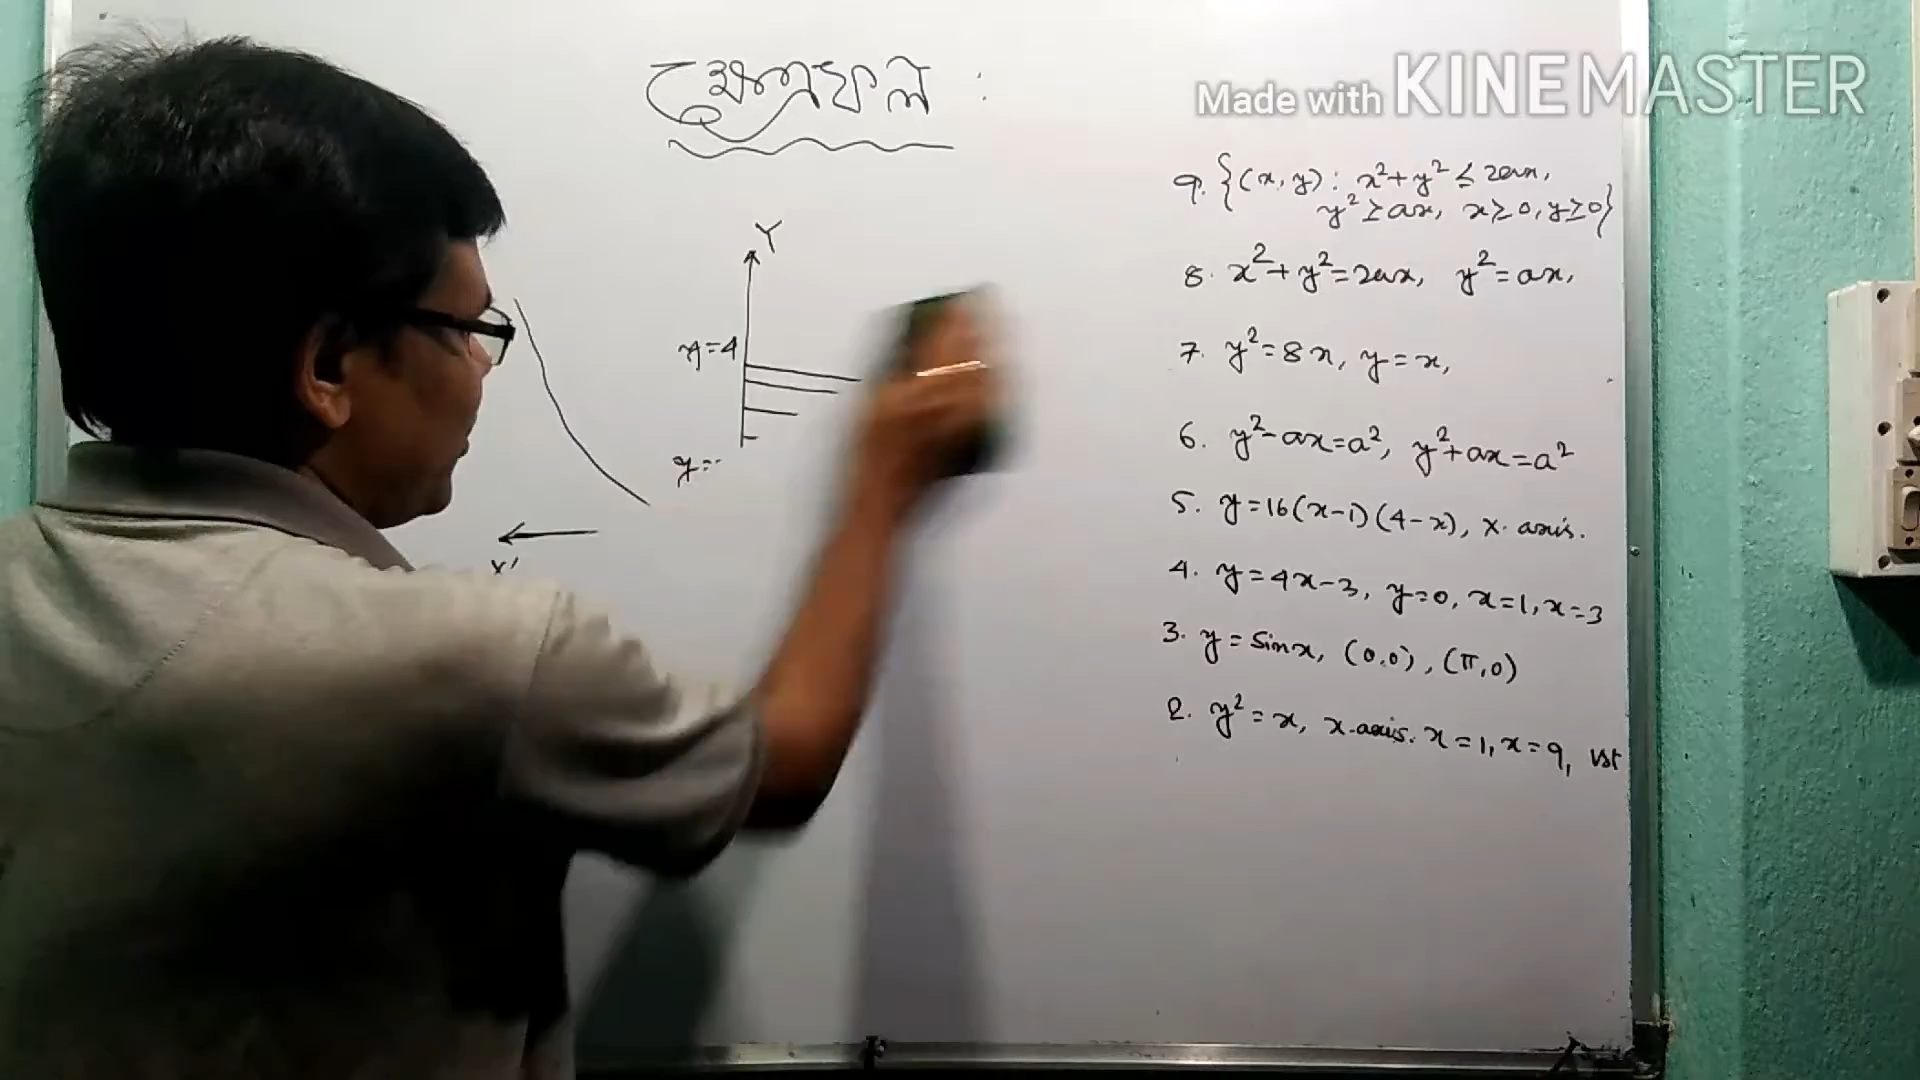 ক্ষেত্রফল :
Made with KINEMASTER
Y
y=4
y=
X'
9. {(x, y) : x²+y² ≤ 2ax,
y² ≥ ax, x ≥ 0, y ≥ 0}
8. x²+y²=2ax, y²=ax,
7. y²=8x, y=x,
6. y²-ax=a², y²+ax=a²
5. y=16(x-1)(4-x), x-axis.
4. y=4x-3, y=0, x=1, x=3
3. y=sinx, (0,0), (π,0)
2. y²=x, x-axis. x=1, x=9, 1st